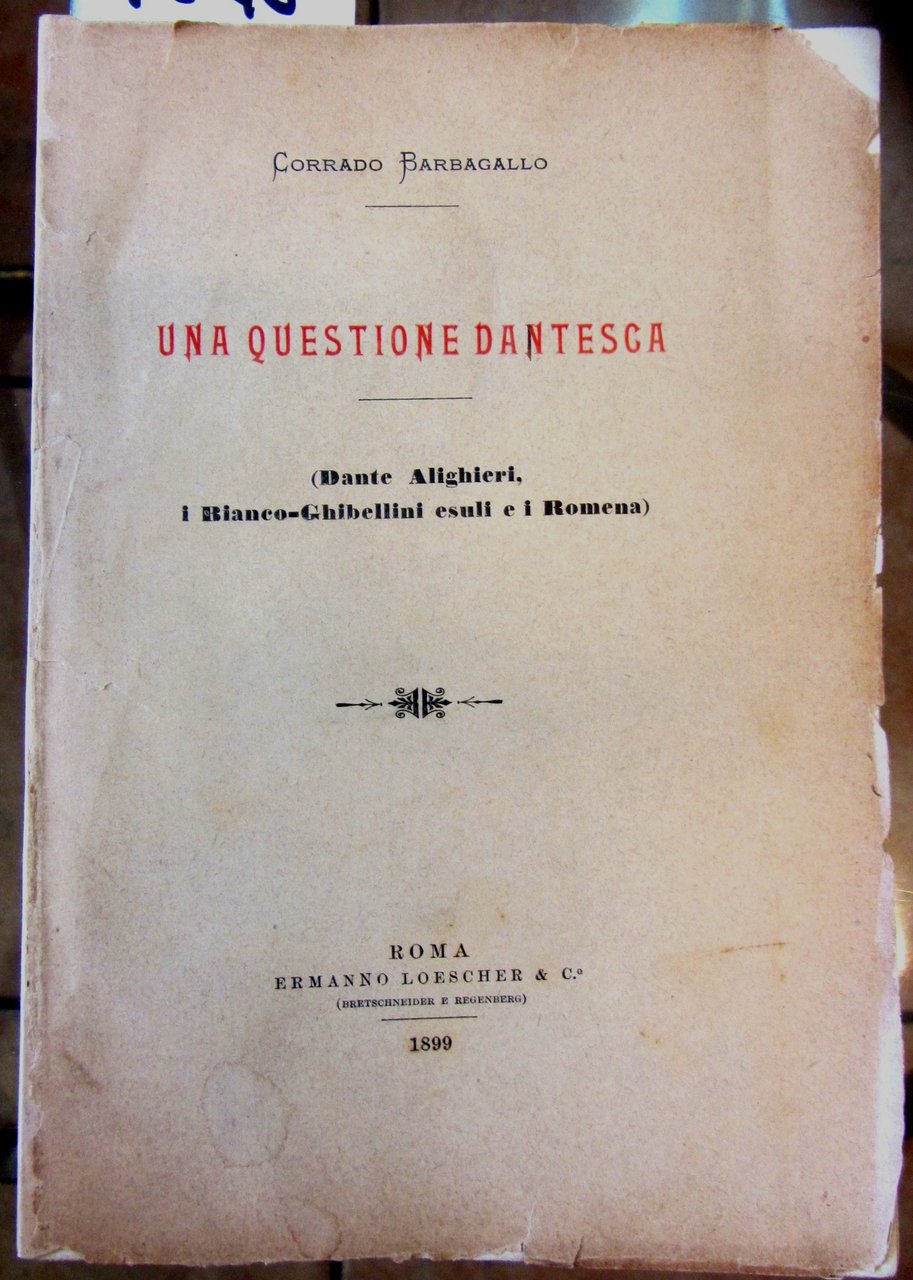 CORRADO BARBAGALLO
UNA QUESTIONE DANTESCA
(Dante Alighieri,
i Bianco-Ghibellini esuli e i Romena)
ROMA
ERMANNO LOESCHER & C.º
(BRETSCHNEIDER E REGENBERG)
1899